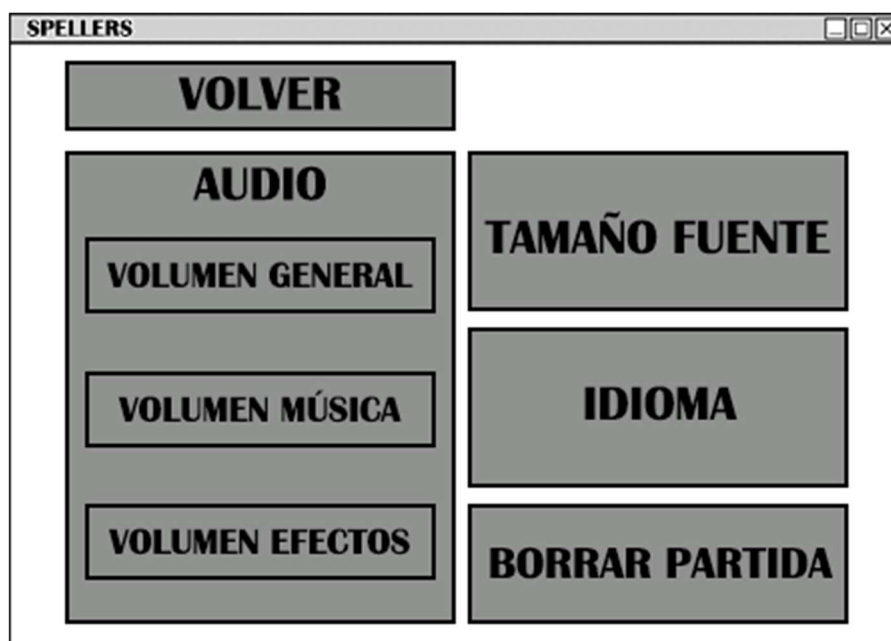 SPELLERS
VOLVER
AUDIO
VOLUMEN GENERAL
VOLUMEN MÚSICA
VOLUMEN EFECTOS
TAMAÑO FUENTE
IDIOMA
BORRAR PARTIDA